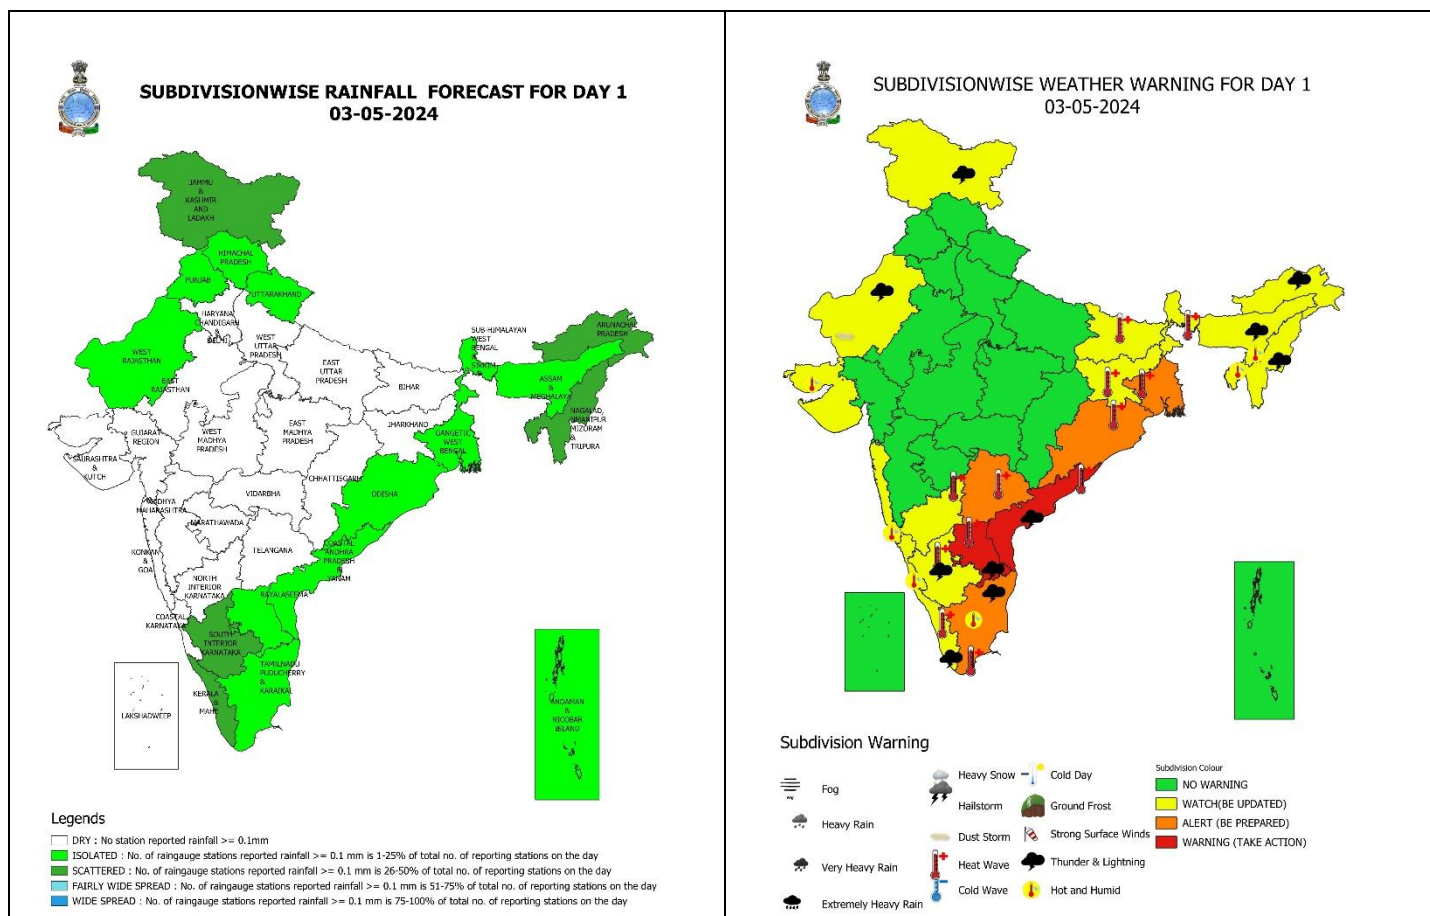 SUBDIVISIONWISE RAINFALL FORECAST FOR DAY 1
03-05-2024
JAMMU
&
KASHMIR
AND
LADAKH
HIMACHAL
PRADESH
PUNJAB
UTTARAKHAND
HARYANA
CHANDIGARH
&
DELHI
WEST
UTTAR
PRADESH
WEST
RAJASTHAN
EAST
RAJASTHAN
EAST
UTTAR
PRADESH
BIHAR
SUB-HIMALAYAN
WEST
BENGAL &
SIKKIM
ARUNACHAL
PRADESH
ASSAM
&
MEGHALAYA
NAGALAD,
MANIPUR
MIZORAM
&
TRIPURA
GUJARAT
REGION
WEST
MADHYA
PRADESH
EAST
MADHYA
PRADESH
JHARKHAND
GANGETIC
WEST
BENGAL
SAURASHTRA
&
KUTCH
CHHATTISGARH
ODISHA
VIDARBHA
MADHYA
MAHARASHTRA
MARATHAWADA
KONKAN
&
GOA
TELANGANA
COASTAL
ANDHRA
PRADESH
&
YANAM
NORTH
INTERIOR
KARNATAKA
RAYALASEEMA
COASTAL
KARNATAKA
SOUTH
INTERIOR
KARNATAKA
TAMILNADU
PUDUCHERRY
&
KARAIKAL
KERALA
&
MAHE
LAKSHADWEEP
ANDAMAN
&
NICOBAR
ISLAND
Legends
DRY : No station reported rainfall >= 0.1mm
ISOLATED : No. of raingauge stations reported rainfall >= 0.1 mm is 1-25% of total no. of reporting stations on the day
SCATTERED : No. of raingauge stations reported rainfall >= 0.1 mm is 26-50% of total no. of reporting stations on the day
FAIRLY WIDE SPREAD : No. of raingauge stations reported rainfall >= 0.1 mm is 51-75% of total no. of reporting stations on the day
WIDE SPREAD : No. of raingauge stations reported rainfall >= 0.1 mm is 75-100% of total no. of reporting stations on the day
SUBDIVISIONWISE WEATHER WARNING FOR DAY 1
03-05-2024
Subdivision Warning
Fog
Heavy Rain
Very Heavy Rain
Extremely Heavy Rain
Heavy Snow
Hailstorm
Dust Storm
Heat Wave
Cold Wave
Cold Day
Ground Frost
Strong Surface Winds
Thunder & Lightning
Hot and Humid
Subdivision Colour
NO WARNING
WATCH(BE UPDATED)
ALERT (BE PREPARED)
WARNING (TAKE ACTION)